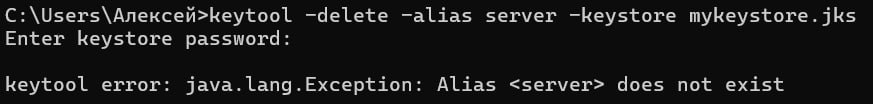 C:\Users\Алексей>keytool -delete -alias server -keystore mykeystore.jks
Enter keystore password:
keytool error: java.lang.Exception: Alias <server> does not exist